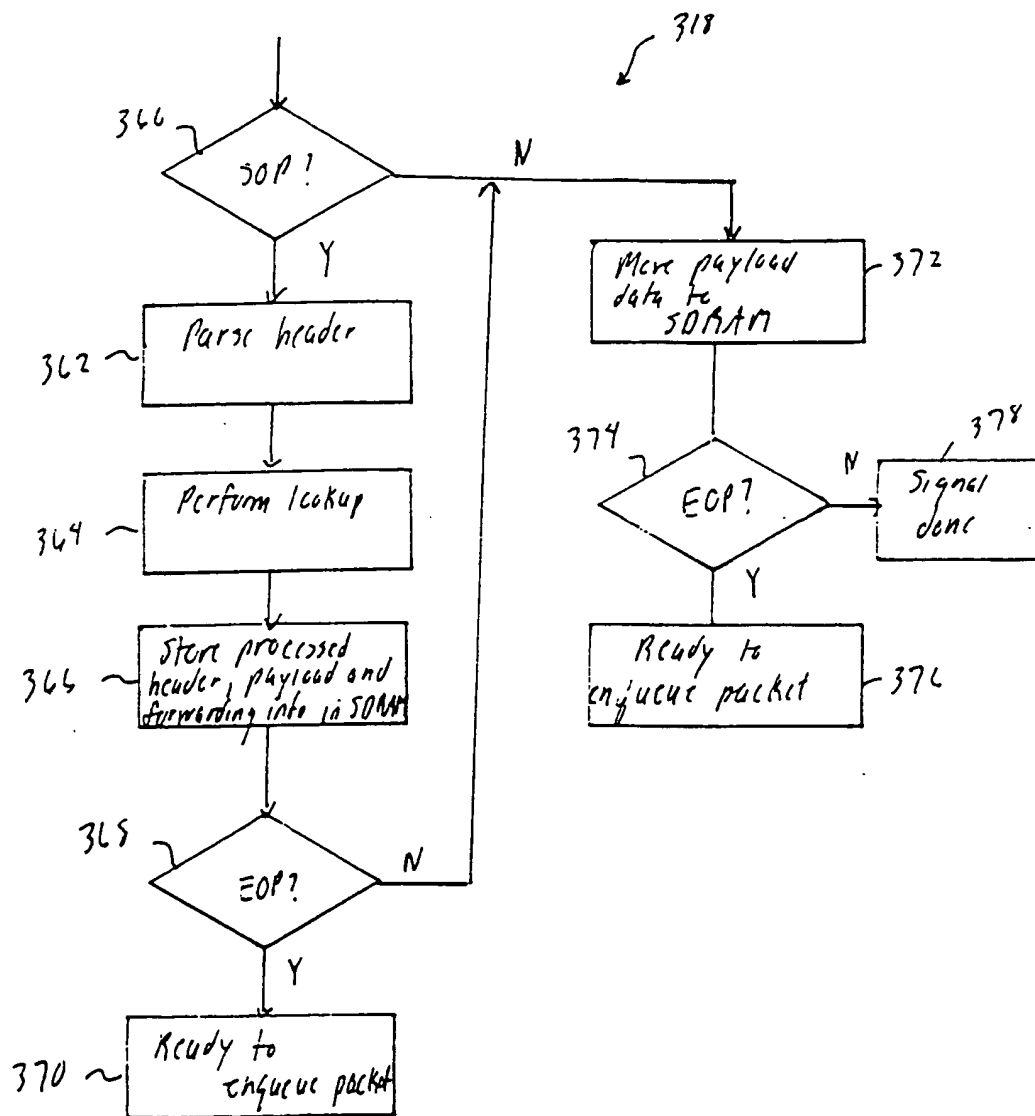 318
360
SOP?
N
Y
Move payload
data to
SDRAM
372
Parse header
362
374
EOP?
N
378
Signal
done
Y
Perform lookup
364
Ready to
enqueue packet
376
Store processed
header, payload and
forwarding info in SDRAM
366
368
EOP?
N
Y
Ready to
enqueue packet
370